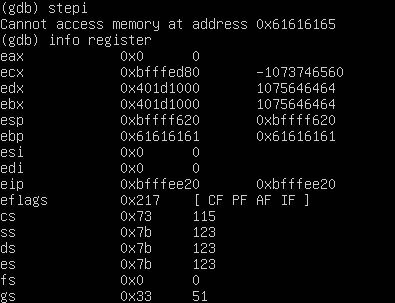 (gdb) stepi
Cannot access memory at address 0x61616165
(gdb) info register
eax 0x0 0
ecx 0xbfffed80 -1073746560
edx 0x401d1000 1075646464
ebx 0x401d1000 1075646464
esp 0xbffff620 0xbffff620
ebp 0x61616161 0x61616161
esi 0x0 0
edi 0x0 0
eip 0xbfffee20 0xbfffee20
eflags 0x217 [ CF PF AF IF ]
cs 0x73 115
ss 0x7b 123
ds 0x7b 123
es 0x7b 123
fs 0x0 0
gs 0x33 51